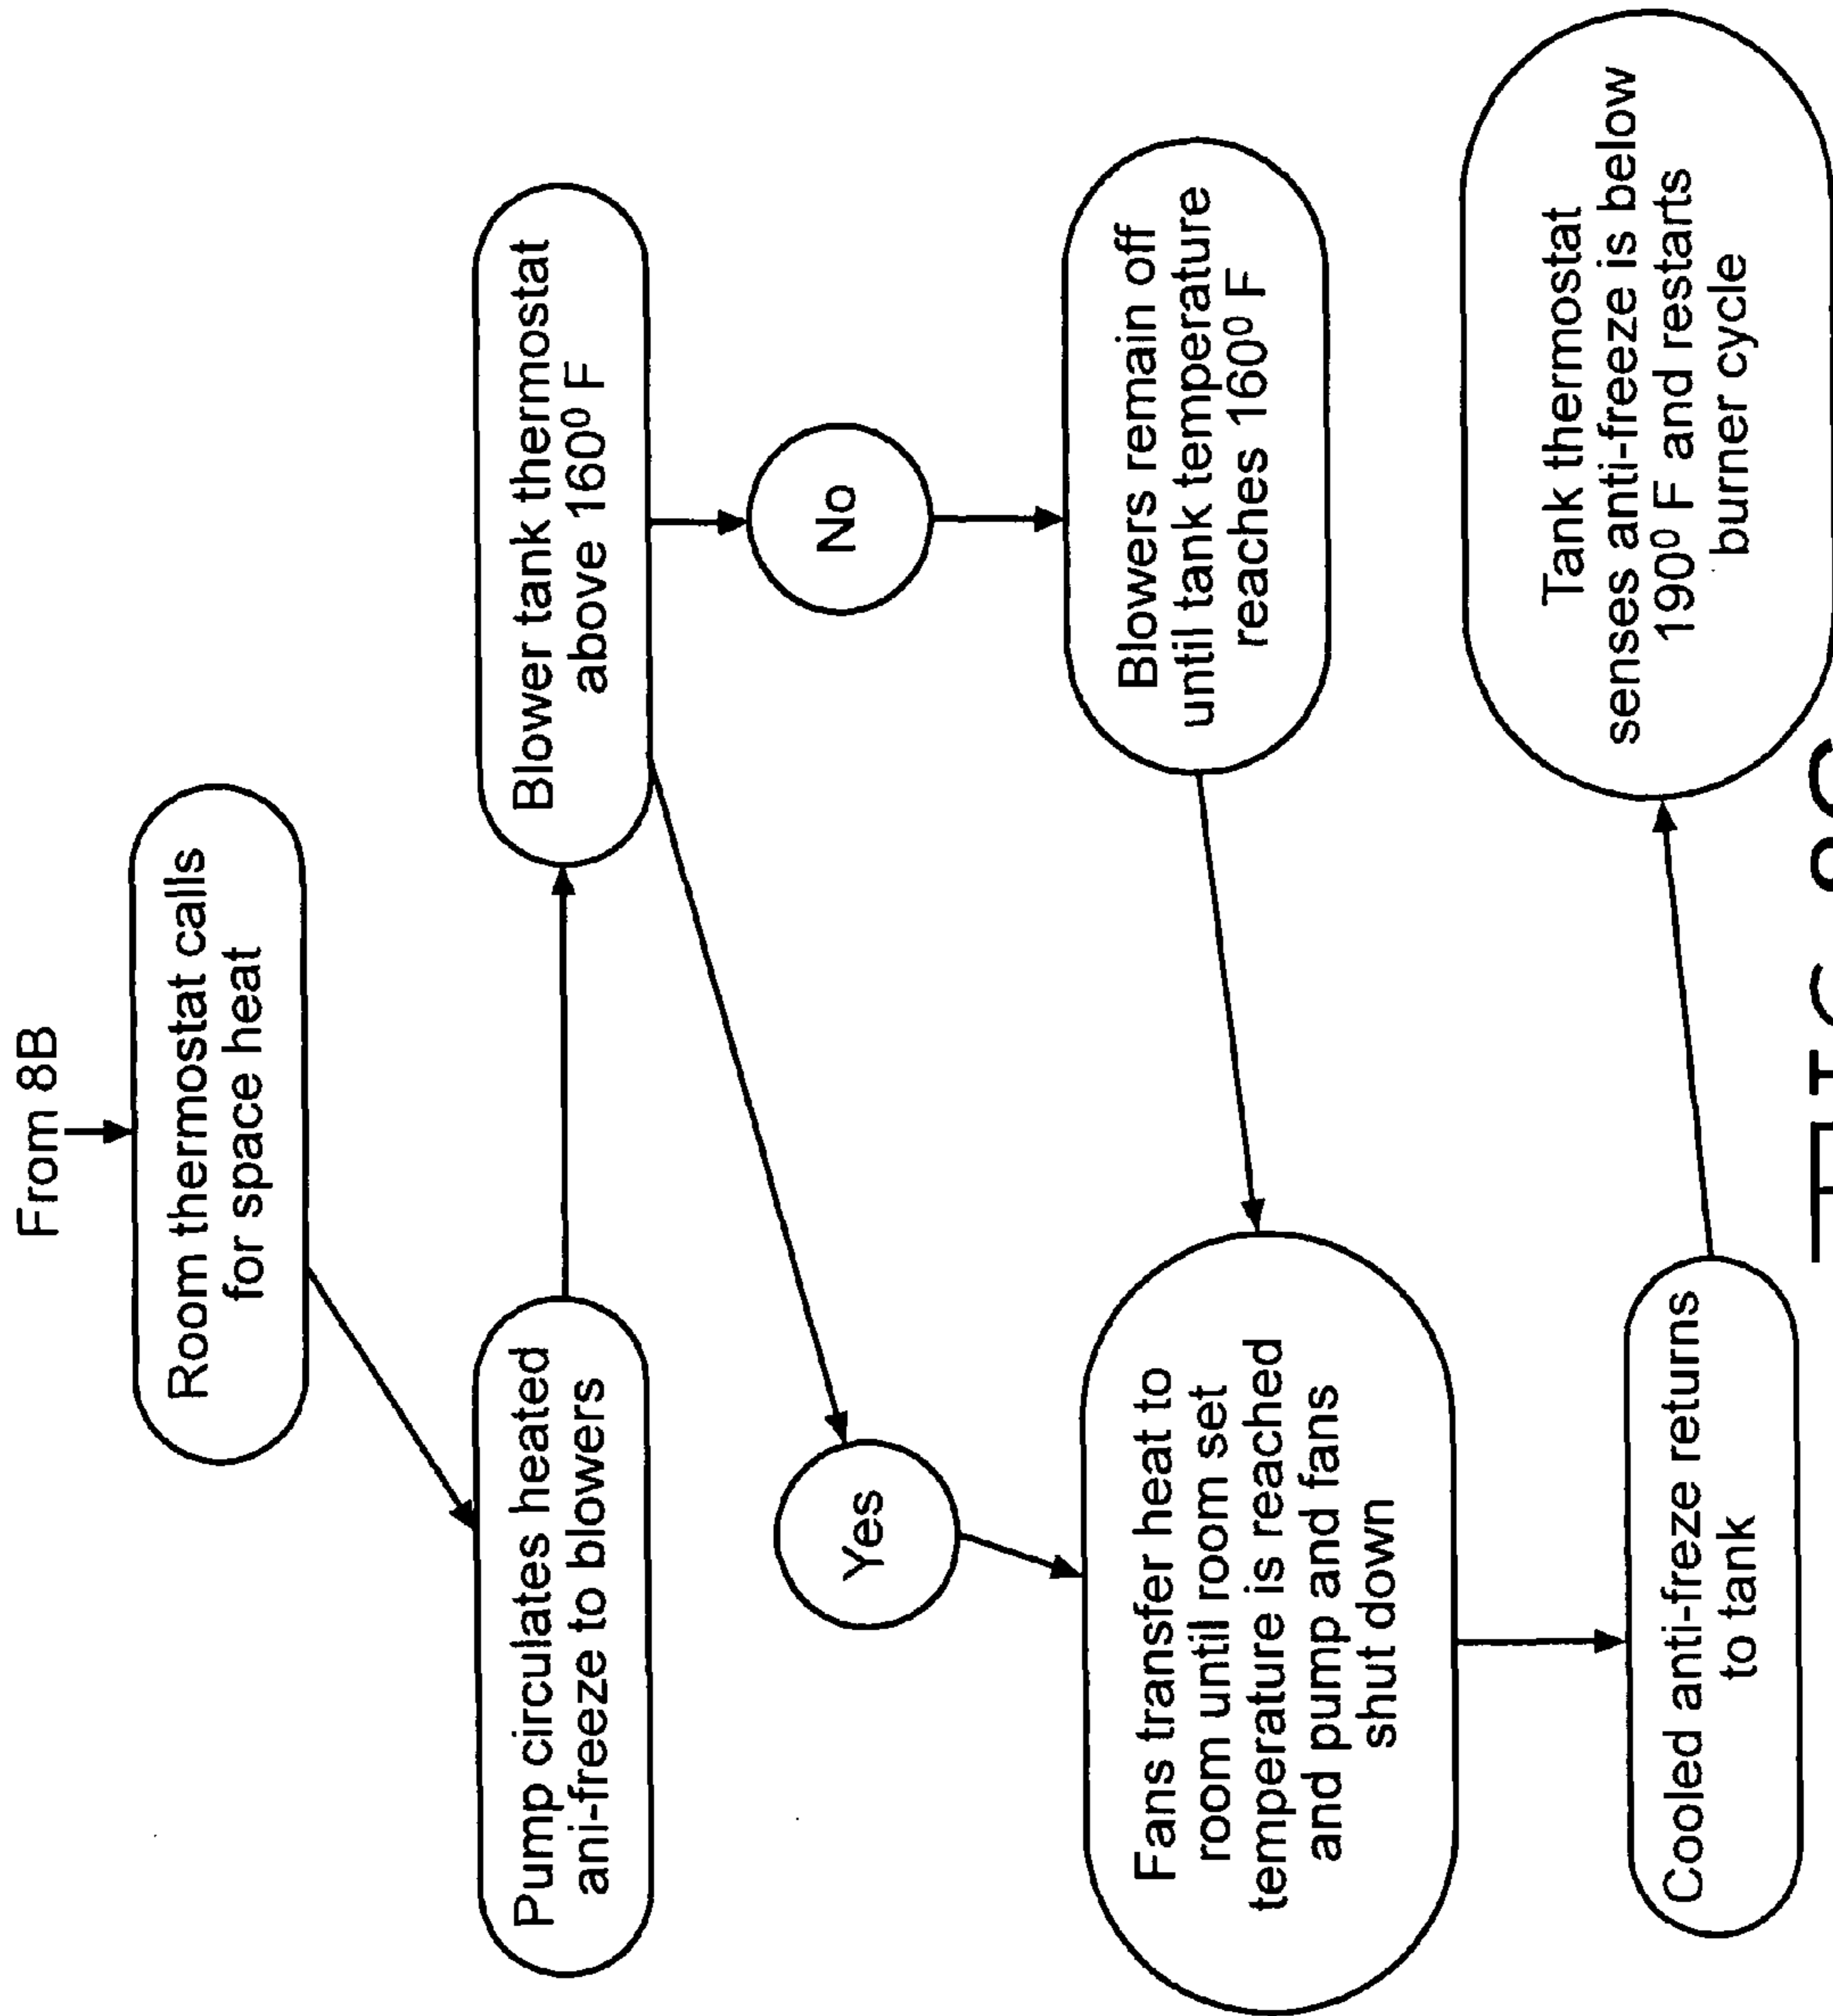 From 8B
Room thermostat calls
for space heat
Pump circulates heated
ani-freeze to blowers
Blower tank thermostat
above 160⁰ F
Yes
No
Fans transfer heat to
room until room set
temperature is reached
and pump and fans
shut down
Blowers remain off
until tank temperature
reaches 160⁰ F
Cooled anti-freeze returns
to tank
Tank thermostat
senses anti-freeze is below
190⁰ F and restarts
burner cycle